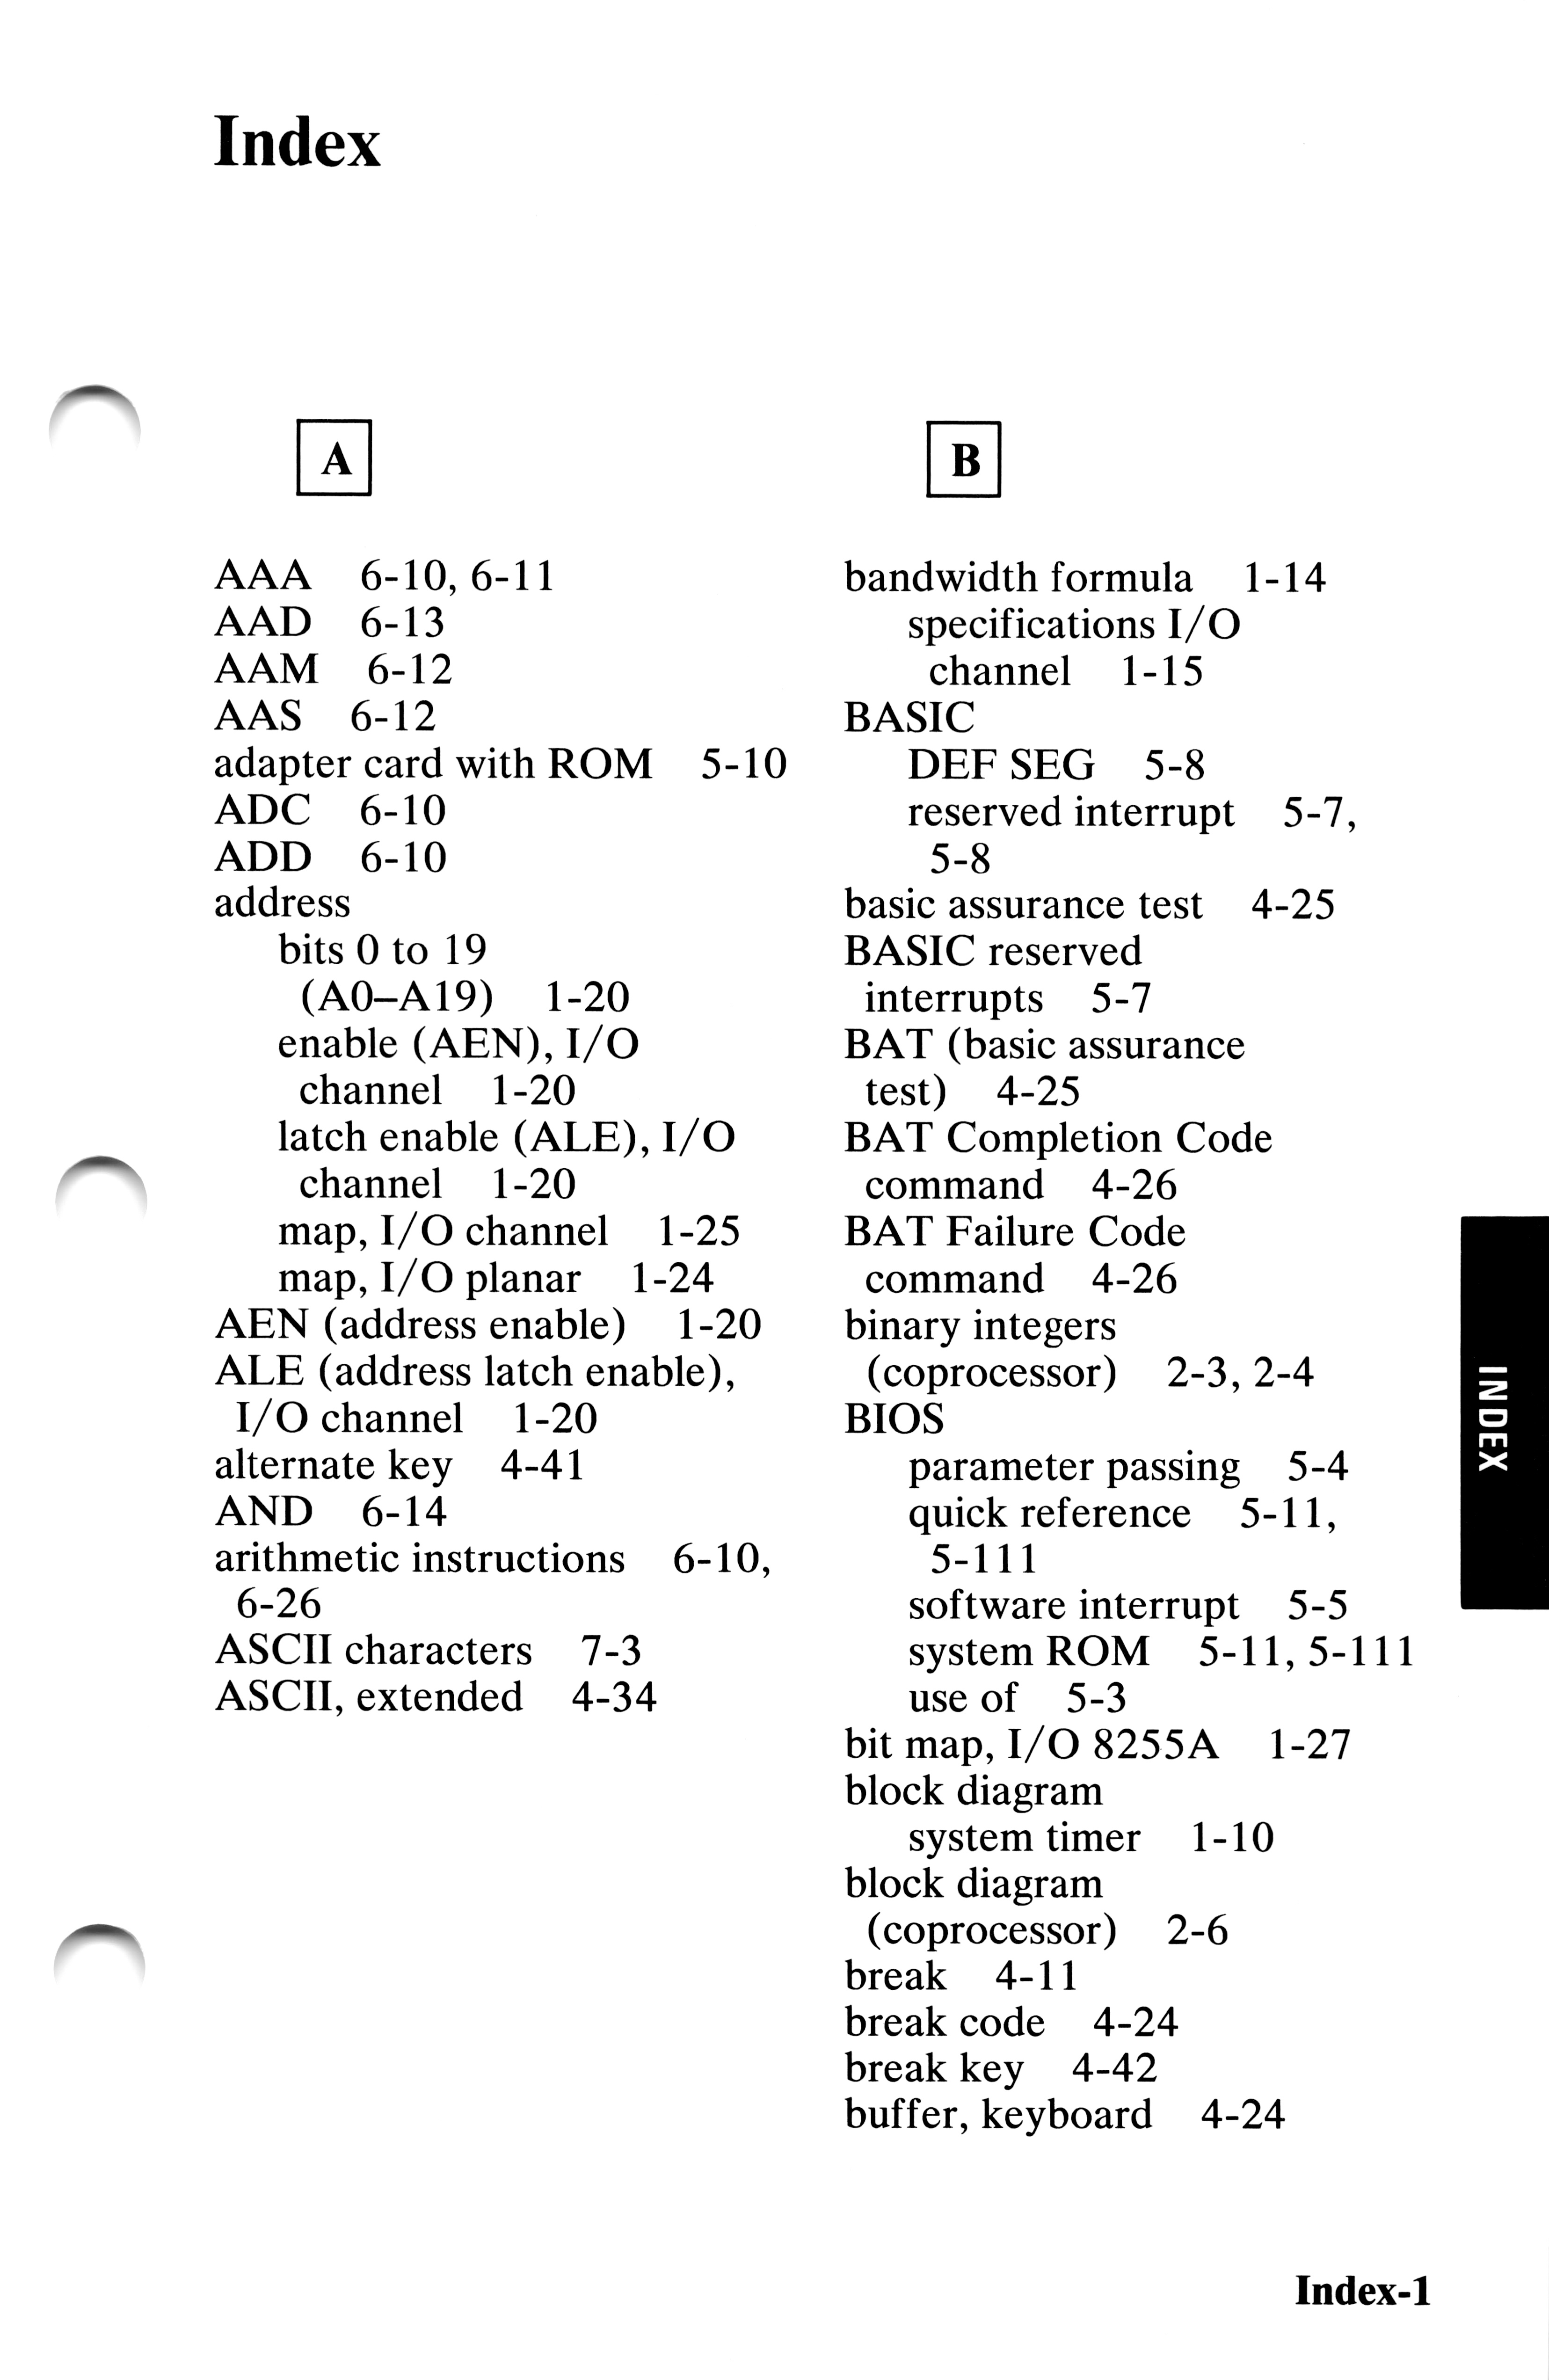 Index
A
AAA 6-10, 6-11
AAD 6-13
AAM 6-12
AAS 6-12
adapter card with ROM 5-10
ADC 6-10
ADD 6-10
address
bits 0 to 19
(A0–A19) 1-20
enable (AEN), I/O
channel 1-20
latch enable (ALE), I/O
channel 1-20
map, I/O channel 1-25
map, I/O planar 1-24
AEN (address enable) 1-20
ALE (address latch enable),
I/O channel 1-20
alternate key 4-41
AND 6-14
arithmetic instructions 6-10,
6-26
ASCII characters 7-3
ASCII, extended 4-34
B
bandwidth formula 1-14
specifications I/O
channel 1-15
BASIC
DEF SEG 5-8
reserved interrupt 5-7,
5-8
basic assurance test 4-25
BASIC reserved
interrupts 5-7
BAT (basic assurance
test) 4-25
BAT Completion Code
command 4-26
BAT Failure Code
command 4-26
binary integers
(coprocessor) 2-3, 2-4
BIOS
parameter passing 5-4
quick reference 5-11,
5-111
software interrupt 5-5
system ROM 5-11, 5-111
use of 5-3
bit map, I/O 8255A 1-27
block diagram
system timer 1-10
block diagram
(coprocessor) 2-6
break 4-11
break code 4-24
break key 4-42
buffer, keyboard 4-24
INDEX
Index-1